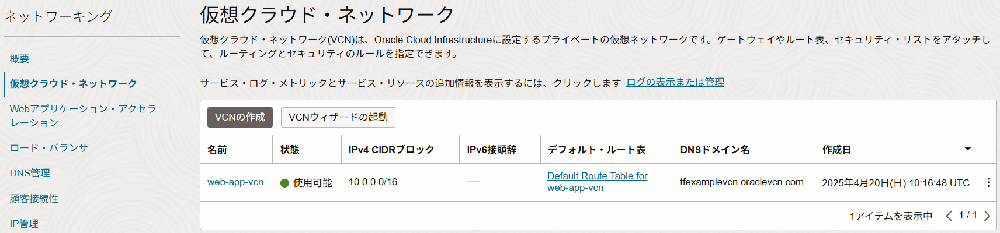 ネットワーキング
概要
仮想クラウド・ネットワーク
Webアプリケーション・アクセラ
レーション
ロード・バランサ
DNS管理
顧客接続性
IP管理
仮想クラウド・ネットワーク
仮想クラウド・ネットワーク(VCN)は、Oracle Cloud Infrastructureに設定するプライベートの仮想ネットワークです。ゲートウェイやルート表、セキュリティ・リストをアタッチし
て、ルーティングとセキュリティのルールを指定できます。
サービス・ログ・メトリックとサービス・リソースの追加情報を表示するには、クリックします ログの表示または管理
VCNの作成 VCNウィザードの起動
名前 状態 IPv4 CIDRブロック IPv6接頭辞 デフォルト・ルート表 DNSドメイン名 作成日
web-app-vcn 使用可能 10.0.0.0/16 — Default Route Table for tfexamplevcn.oraclevcn.com 2025年4月20日(日) 10:16:48 UTC
web-app-vcn
1アイテムを表示中 1 / 1